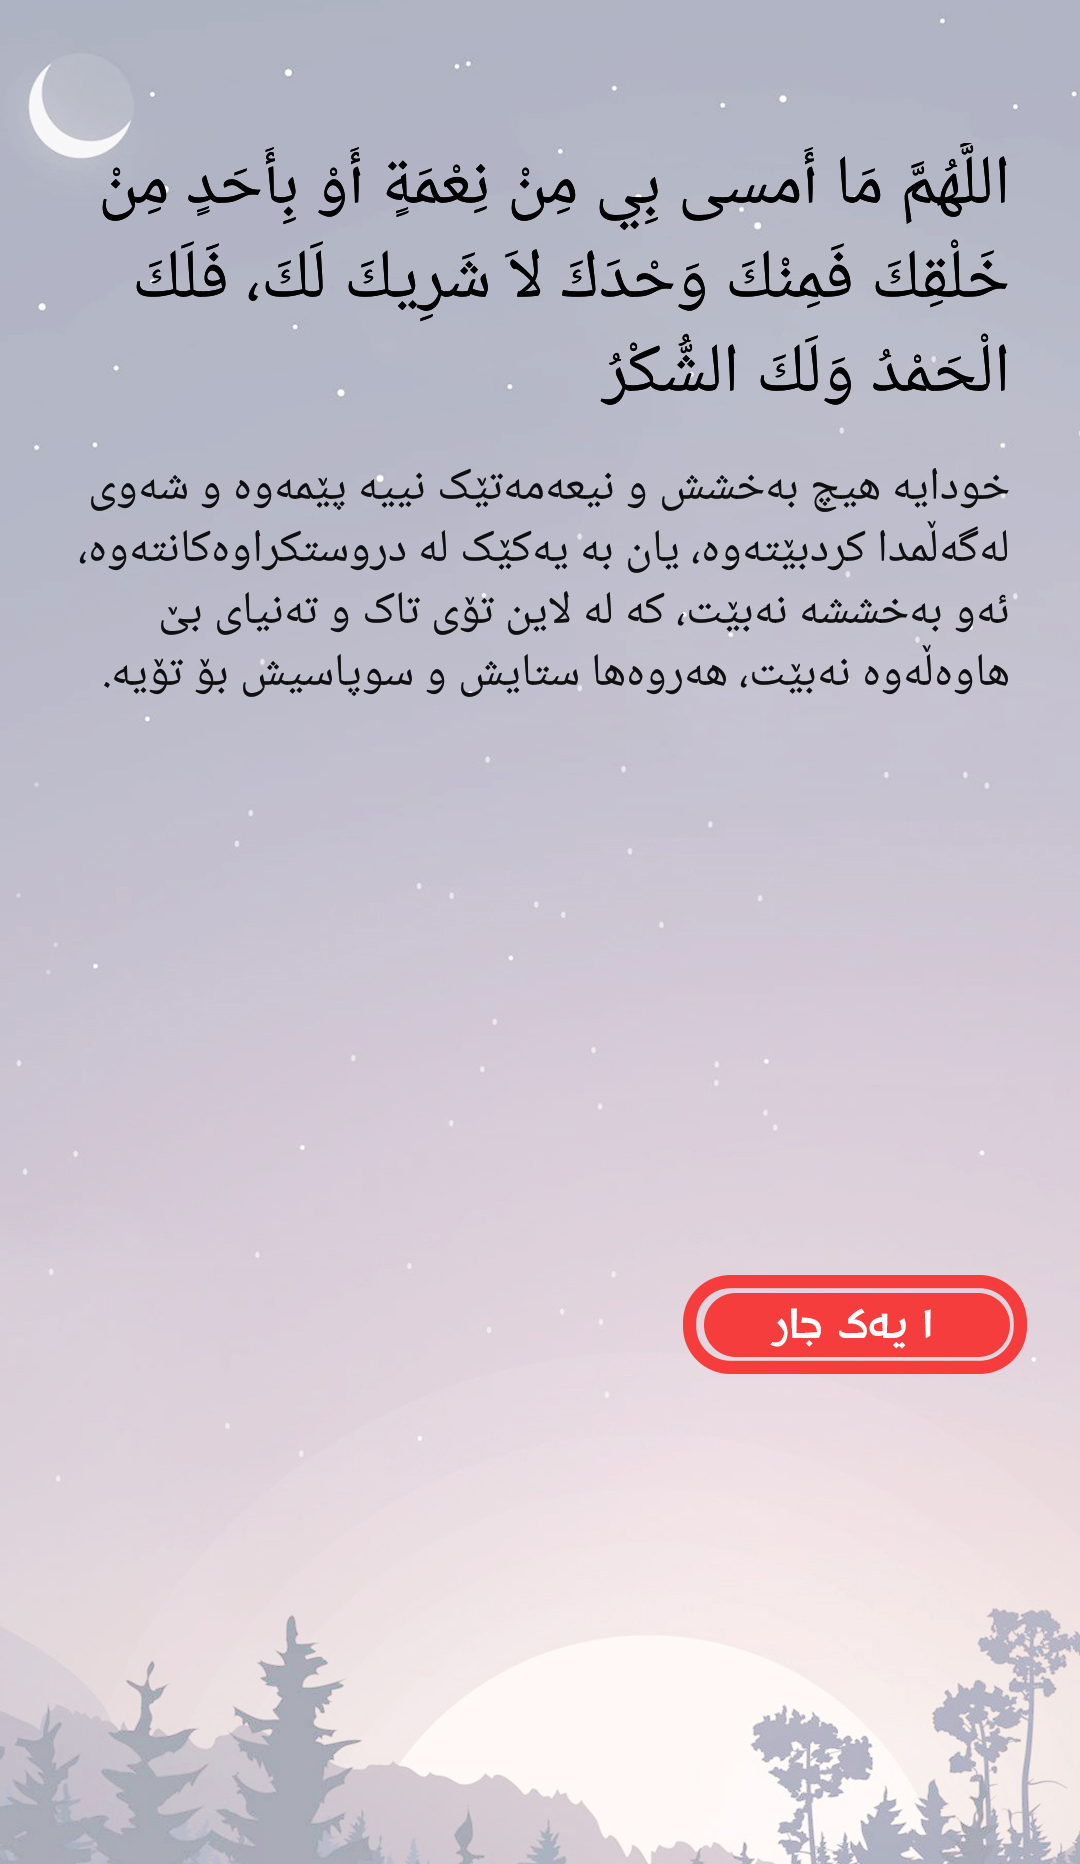 اللَّهُمَّ مَا أَمسى بِي مِنْ نِعْمَةٍ أَوْ بِأَحَدٍ مِنْ
خَلْقِكَ فَمِنْكَ وَحْدَكَ لاَ شَرِيكَ لَكَ، فَلَكَ
الْحَمْدُ وَلَكَ الشُّكْرُ
خودایە هیچ بەخشش و نیعەمەتێک نییە پێمەوە و شەوی
لەگەڵمدا کردبێتەوە، یان بە یەکێک لە دروستکراوەکانتەوە،
ئەو بەخششە نەبێت، کە لە لاین تۆی تاک و تەنیای بێ
هاوەڵەوە نەبێت، هەروەها ستایش و سوپاسیش بۆ تۆیە.
١ یەک جار